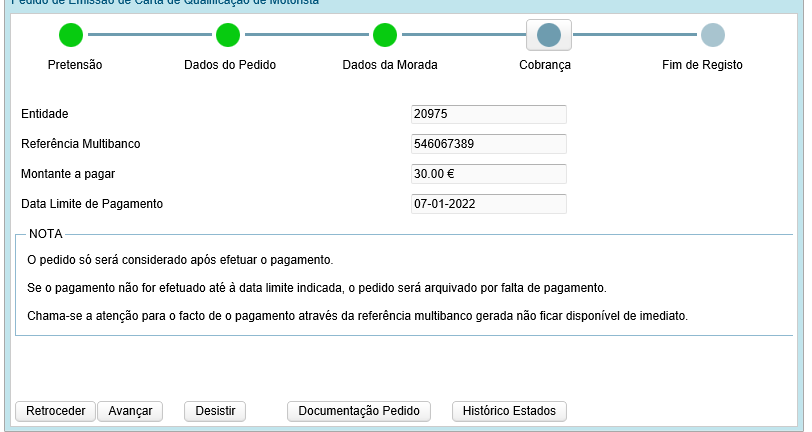 Pedido de Emissão de Carta de Qualificação de Motorista
Pretensão Dados do Pedido Dados da Morada Cobrança Fim de Registo
Entidade 20975
Referência Multibanco 546067389
Montante a pagar 30.00 €
Data Limite de Pagamento 07-01-2022
NOTA
O pedido só será considerado após efetuar o pagamento.
Se o pagamento não for efetuado até à data limite indicada, o pedido será arquivado por falta de pagamento.
Chama-se a atenção para o facto de o pagamento através da referência multibanco gerada não ficar disponível de imediato.
Retroceder Avançar Desistir Documentação Pedido Histórico Estados